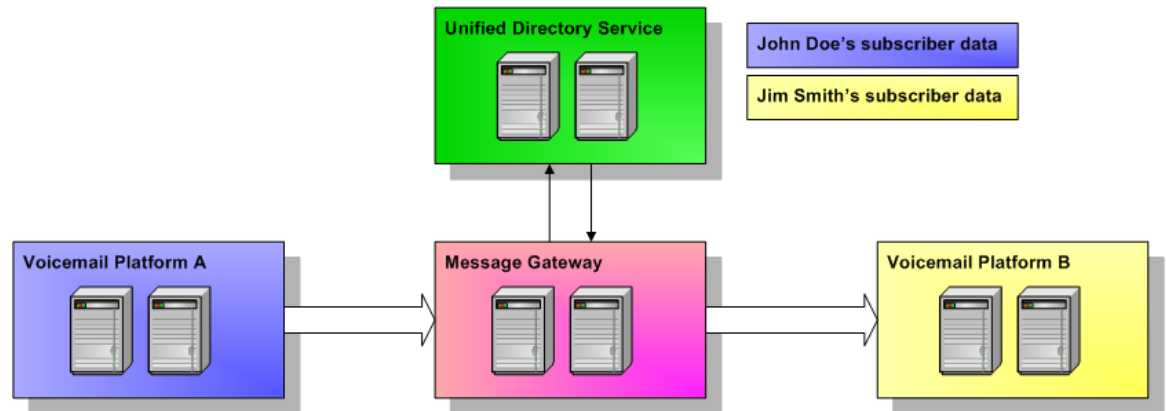 Unified Directory Service
John Doe's subscriber data
Jim Smith's subscriber data
Voicemail Platform A
Message Gateway
Voicemail Platform B